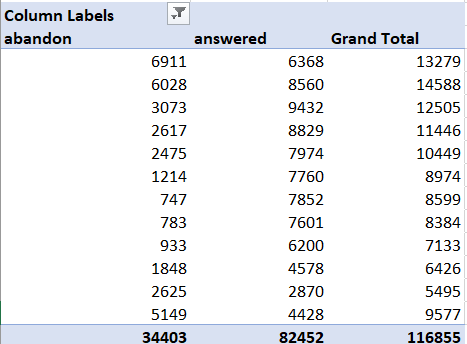 Column Labels
abandon answered Grand Total
6911 6368 13279
6028 8560 14588
3073 9432 12505
2617 8829 11446
2475 7974 10449
1214 7760 8974
747 7852 8599
783 7601 8384
933 6200 7133
1848 4578 6426
2625 2870 5495
5149 4428 9577
34403 82452 116855